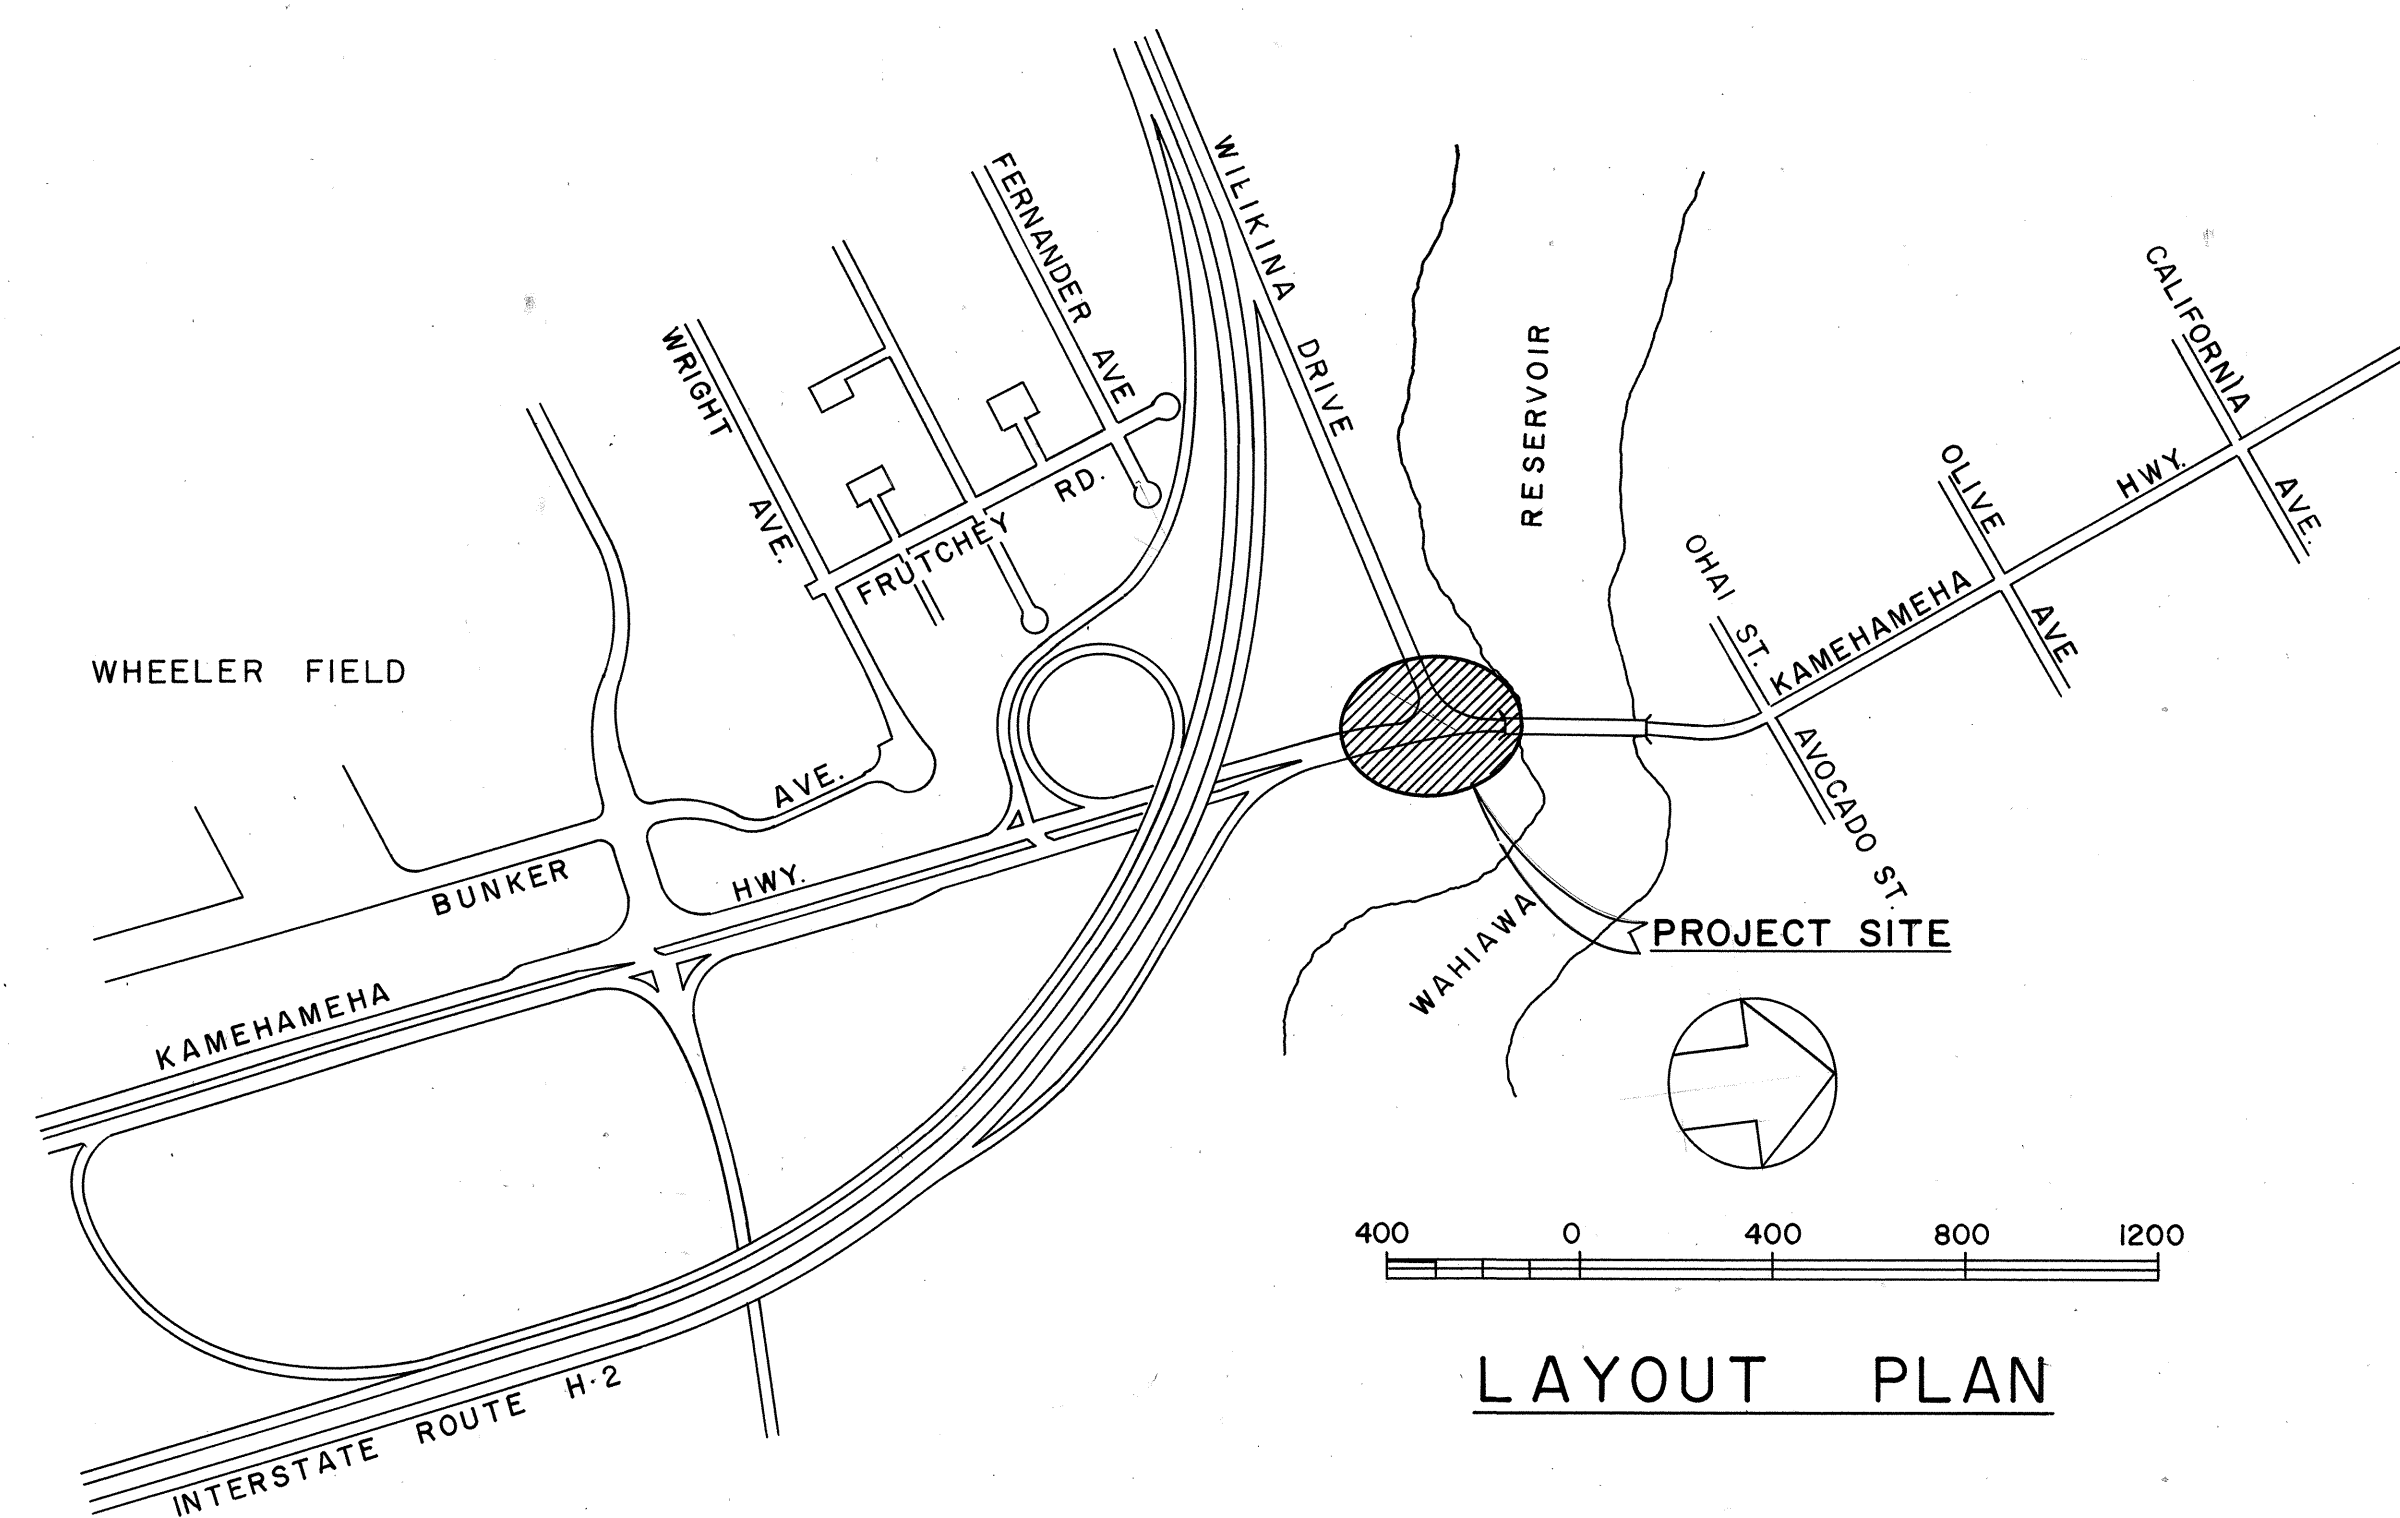 WILIKINA DRIVE
FERNANDER AVE
WRIGHT AVE.
FRUTCHEY RD.
RESERVOIR
CALIFORNIA AVE.
OLIVE AVE
OHAI ST.
KAMEHAMEHA HWY.
AVOCADO ST.
WHEELER FIELD
BUNKER AVE.
KAMEHAMEHA HWY.
WAHIAWA
PROJECT SITE
INTERSTATE ROUTE H-2
400 0 400 800 1200
LAYOUT PLAN